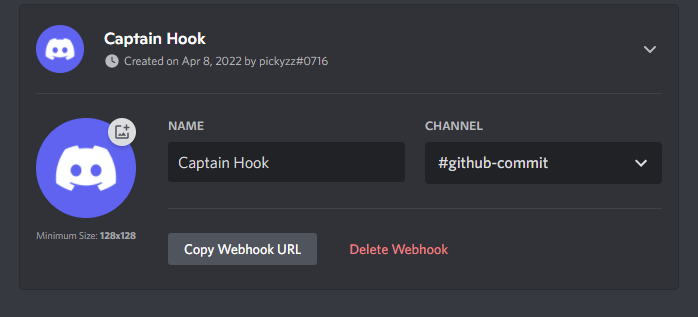 Captain Hook
Created on Apr 8, 2022 by pickyzz#0716
NAME
CHANNEL
Captain Hook
#github-commit
Minimum Size: 128x128
Copy Webhook URL
Delete Webhook